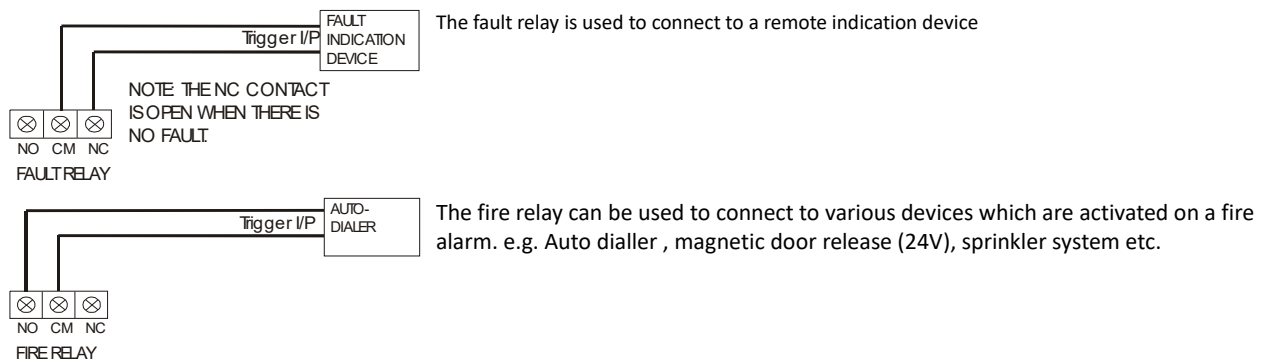 FAULT
INDICATION
DEVICE
Trigger I/P
The fault relay is used to connect to a remote indication device
NOTE: THE NC CONTACT
IS OPEN WHEN THERE IS
NO FAULT.
NO CM NC
FAULT RELAY
AUTO-
DIALER
Trigger I/P
The fire relay can be used to connect to various devices which are activated on a fire
alarm. e.g. Auto dialler , magnetic door release (24V), sprinkler system etc.
NO CM NC
FIRE RELAY